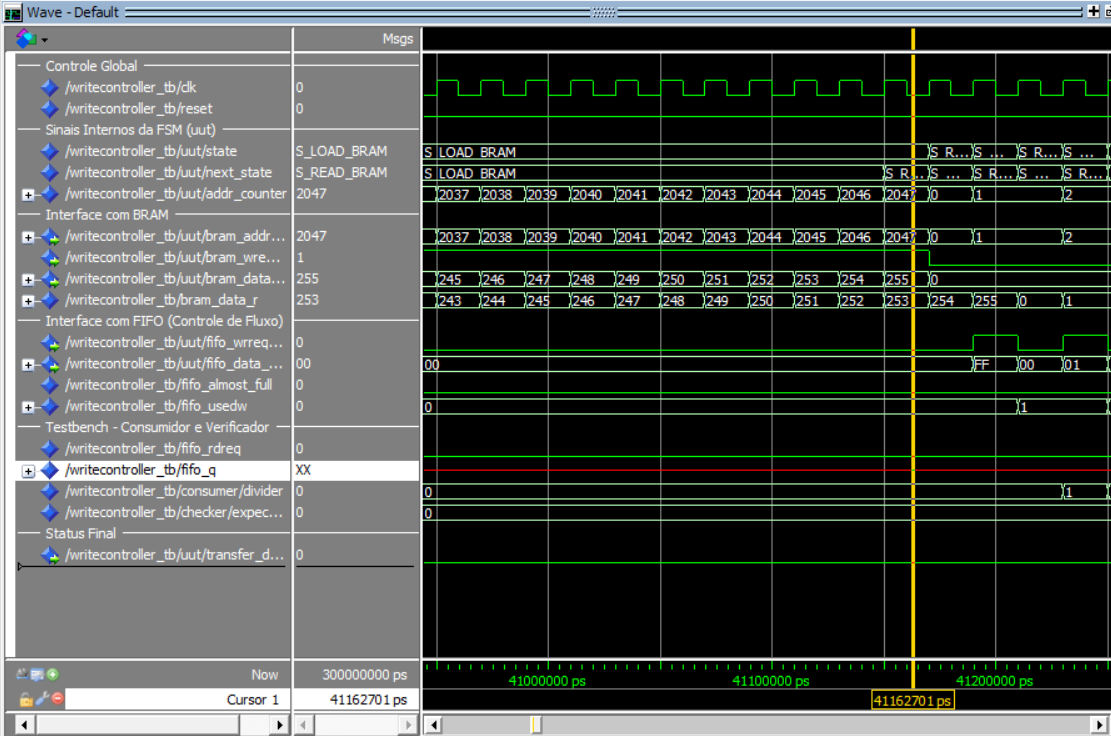 Wave - Default
Msgs
Controle Global
/writecontroller_tb/clk 0
/writecontroller_tb/reset 0
Sinais Internos da FSM (uut)
/writecontroller_tb/uut/state S_LOAD_BRAM S_LOAD_BRAM S_R... S ... S_R... S ...
/writecontroller_tb/uut/next_state S_READ_BRAM S_LOAD_BRAM S_R... S ... S_R... S ... S_R...
/writecontroller_tb/uut/addr_counter 2047 2037 2038 2039 2040 2041 2042 2043 2044 2045 2046 2047 0 1 2
Interface com BRAM
/writecontroller_tb/uut/bram_addr... 2047 2037 2038 2039 2040 2041 2042 2043 2044 2045 2046 2047 0 1 2
/writecontroller_tb/uut/bram_wre... 1
/writecontroller_tb/uut/bram_data... 255 245 246 247 248 249 250 251 252 253 254 255 0
/writecontroller_tb/bram_data_r 253 243 244 245 246 247 248 249 250 251 252 253 254 255 0 1
Interface com FIFO (Controle de Fluxo)
/writecontroller_tb/uut/fifo_wrreq... 0
/writecontroller_tb/uut/fifo_data_... 00 00 FF 00 01
/writecontroller_tb/fifo_almost_full 0
/writecontroller_tb/fifo_usedw 0 0 1
Testbench - Consumidor e Verificador
/writecontroller_tb/fifo_rdreq 0
/writecontroller_tb/fifo_q XX
/writecontroller_tb/consumer/divider 0 0 1
/writecontroller_tb/checker/expec... 0 0
Status Final
/writecontroller_tb/uut/transfer_d... 0
Now 300000000 ps 41000000 ps 41100000 ps 41200000 ps
Cursor 1 41162701 ps 41162701 ps